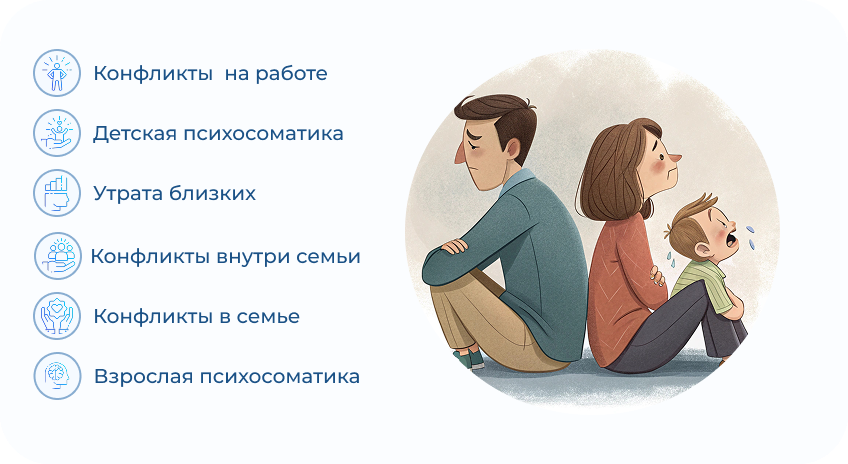 Конфликты на работе
Детская психосоматика
Утрата близких
Конфликты внутри семьи
Конфликты в семье
Взрослая психосоматика